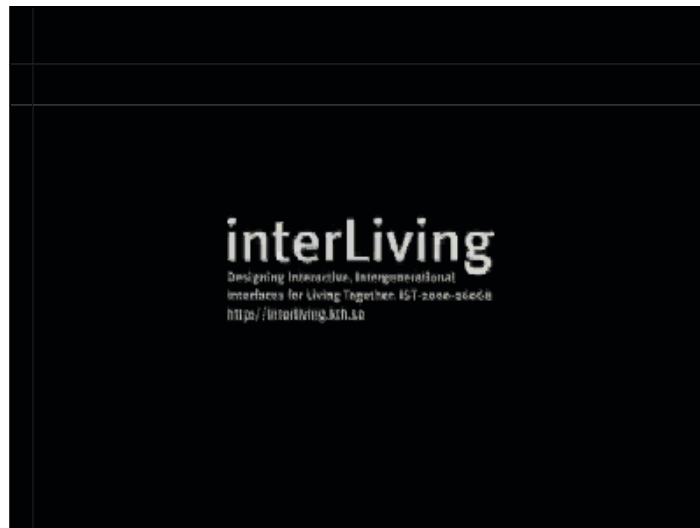 interLiving
Designing Interactive, Intergenerational
Interfaces for Living Together. IST-2000-26068
http://interliving.kth.se